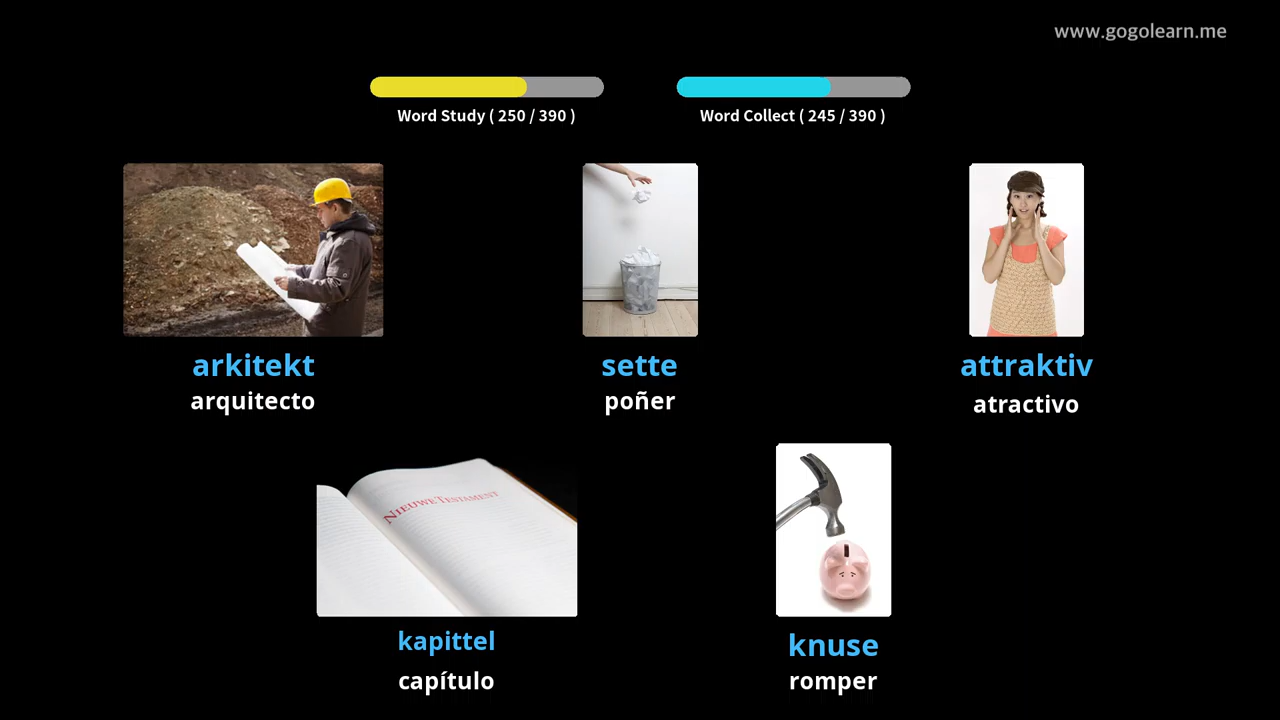 www.gogolearn.me
Word Study ( 250 / 390 )
Word Collect ( 245 / 390 )
arkitekt
arquitecto
sette
poñer
attraktiv
atractivo
NIEUWE TESTAMENT
kapittel
capítulo
knuse
romper